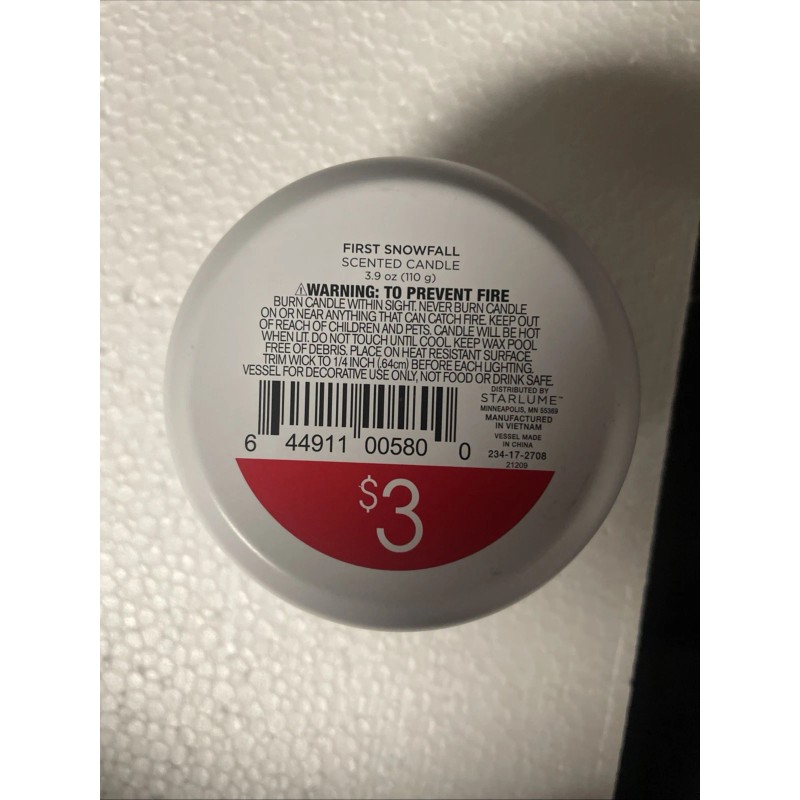 FIRST SNOWFALL
SCENTED CANDLE
3.9 oz (110 g)
⚠WARNING: TO PREVENT FIRE
BURN CANDLE WITHIN SIGHT. NEVER BURN CANDLE
ON OR NEAR ANYTHING THAT CAN CATCH FIRE. KEEP OUT
OF REACH OF CHILDREN AND PETS. CANDLE WILL BE HOT
WHEN LIT. DO NOT TOUCH UNTIL COOL. KEEP WAX POOL
FREE OF DEBRIS. PLACE ON HEAT RESISTANT SURFACE.
TRIM WICK TO 1/4 INCH (.64cm) BEFORE EACH LIGHTING.
VESSEL FOR DECORATIVE USE ONLY, NOT FOOD OR DRINK SAFE.
6 44911 00580 0
DISTRIBUTED BY
STARLUME™
MINNEAPOLIS, MN 55369
MANUFACTURED
IN VIETNAM
VESSEL MADE
IN CHINA
234-17-2708
21209
$3